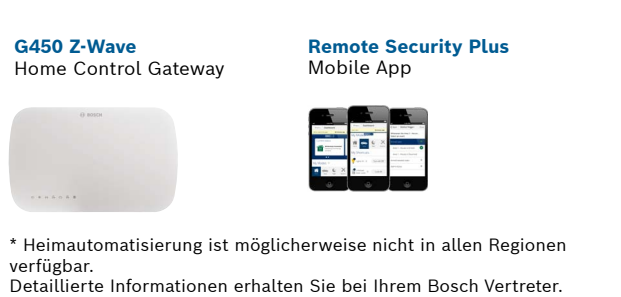 G450 Z-Wave
Home Control Gateway
Remote Security Plus
Mobile App
BOSCH
* Heimautomatisierung ist möglicherweise nicht in allen Regionen
verfügbar.
Detaillierte Informationen erhalten Sie bei Ihrem Bosch Vertreter.